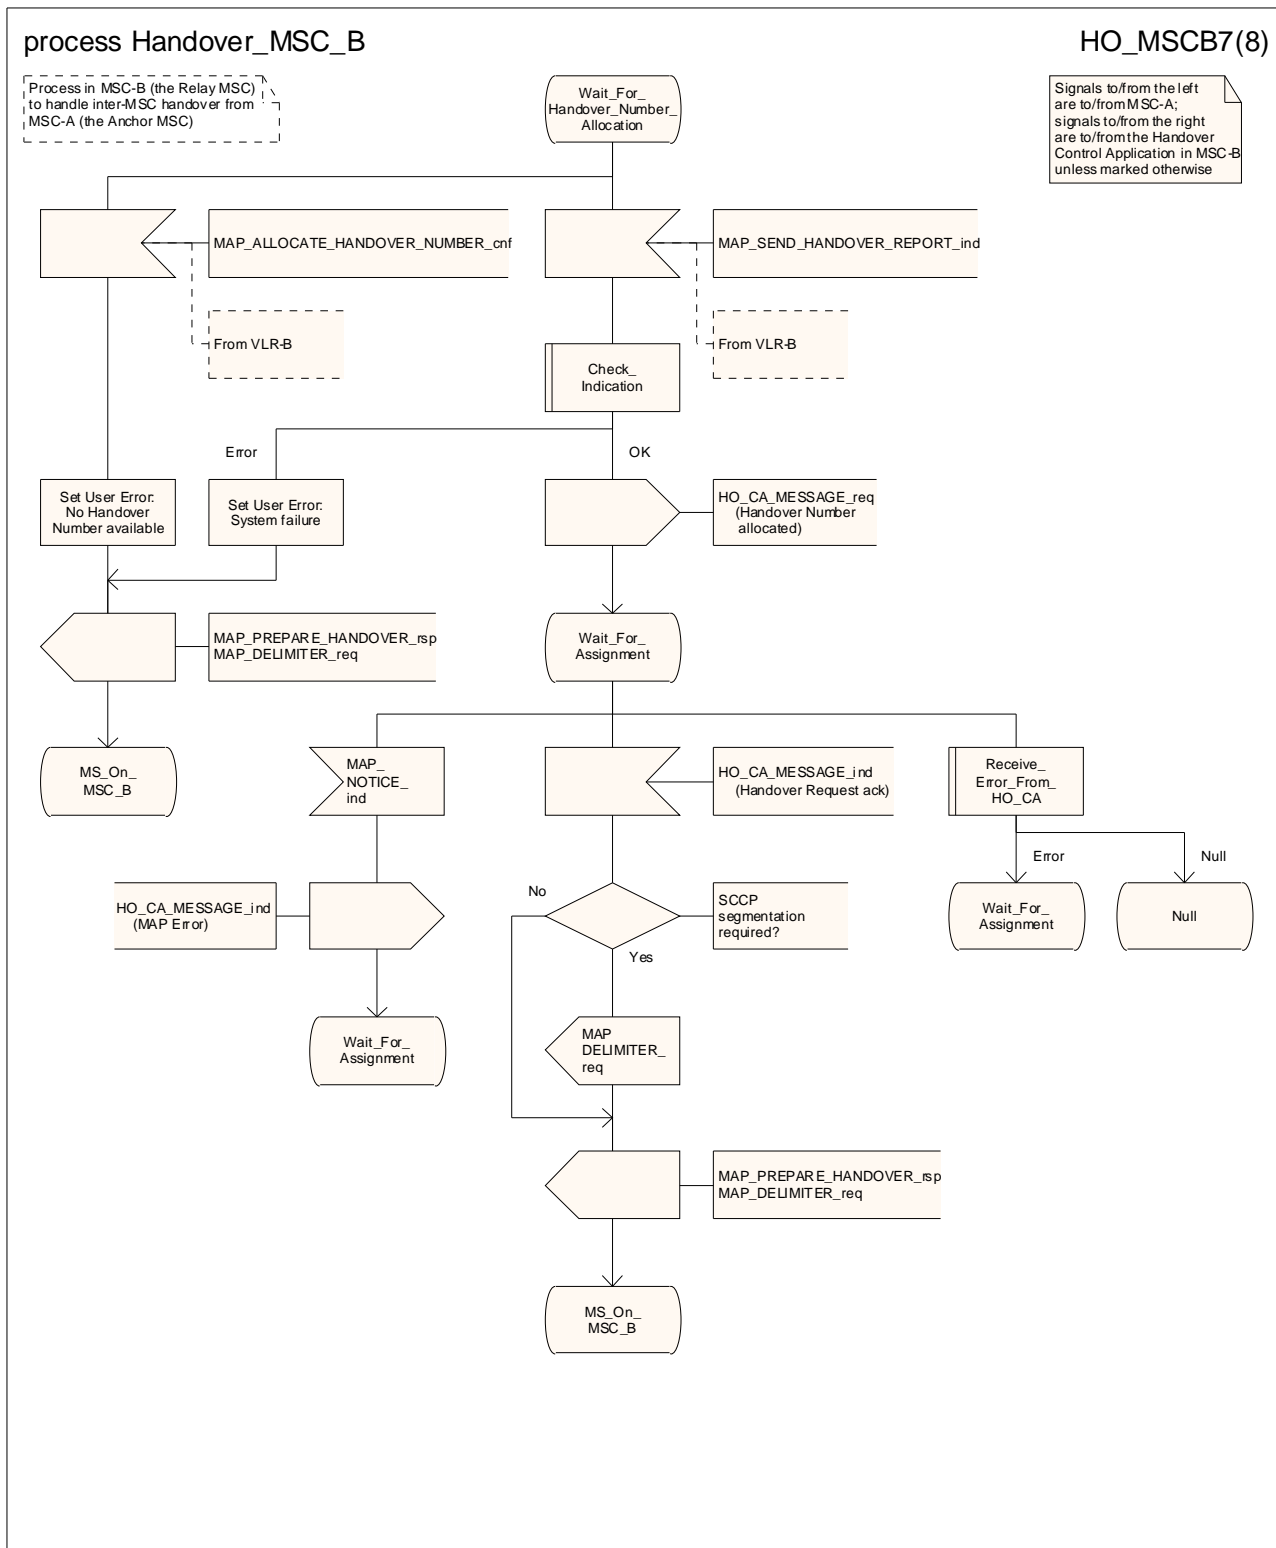 process Handover_MSC_B
HO_MSCB7(8)
Process in MSC-B (the Relay MSC)
to handle inter-MSC handover from
MSC-A (the Anchor MSC)
Wait_For_
Handover_Number_
Allocation
Signals to/from the left
are to/from MSC-A;
signals to/from the right
are to/from the Handover
Control Application in MSC-B
unless marked otherwise
MAP_ALLOCATE_HANDOVER_NUMBER_cnf
MAP_SEND_HANDOVER_REPORT_ind
From VLR-B
From VLR-B
Check_
Indication
Error
OK
Set User Error:
No Handover
Number available
Set User Error:
System failure
HO_CA_MESSAGE_req
(Handover Number
allocated)
MAP_PREPARE_HANDOVER_rsp
MAP_DELIMITER_req
Wait_For_
Assignment
MS_On_
MSC_B
MAP_
NOTICE_
ind
HO_CA_MESSAGE_ind
(Handover Request ack)
Receive_
Error_From_
HO_CA
Error
Null
HO_CA_MESSAGE_ind
(MAP Error)
No
SCCP
segmentation
required?
Yes
Wait_For_
Assignment
Null
Wait_For_
Assignment
MAP
DELIMITER_
req
MAP_PREPARE_HANDOVER_rsp
MAP_DELIMITER_req
MS_On_
MSC_B